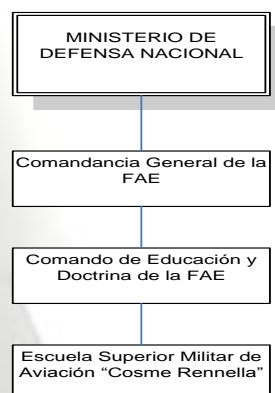 MINISTERIO DE
DEFENSA NACIONAL
Comandancia General de la
FAE
Comando de Educación y
Doctrina de la FAE
Escuela Superior Militar de
Aviación “Cosme Rennella”